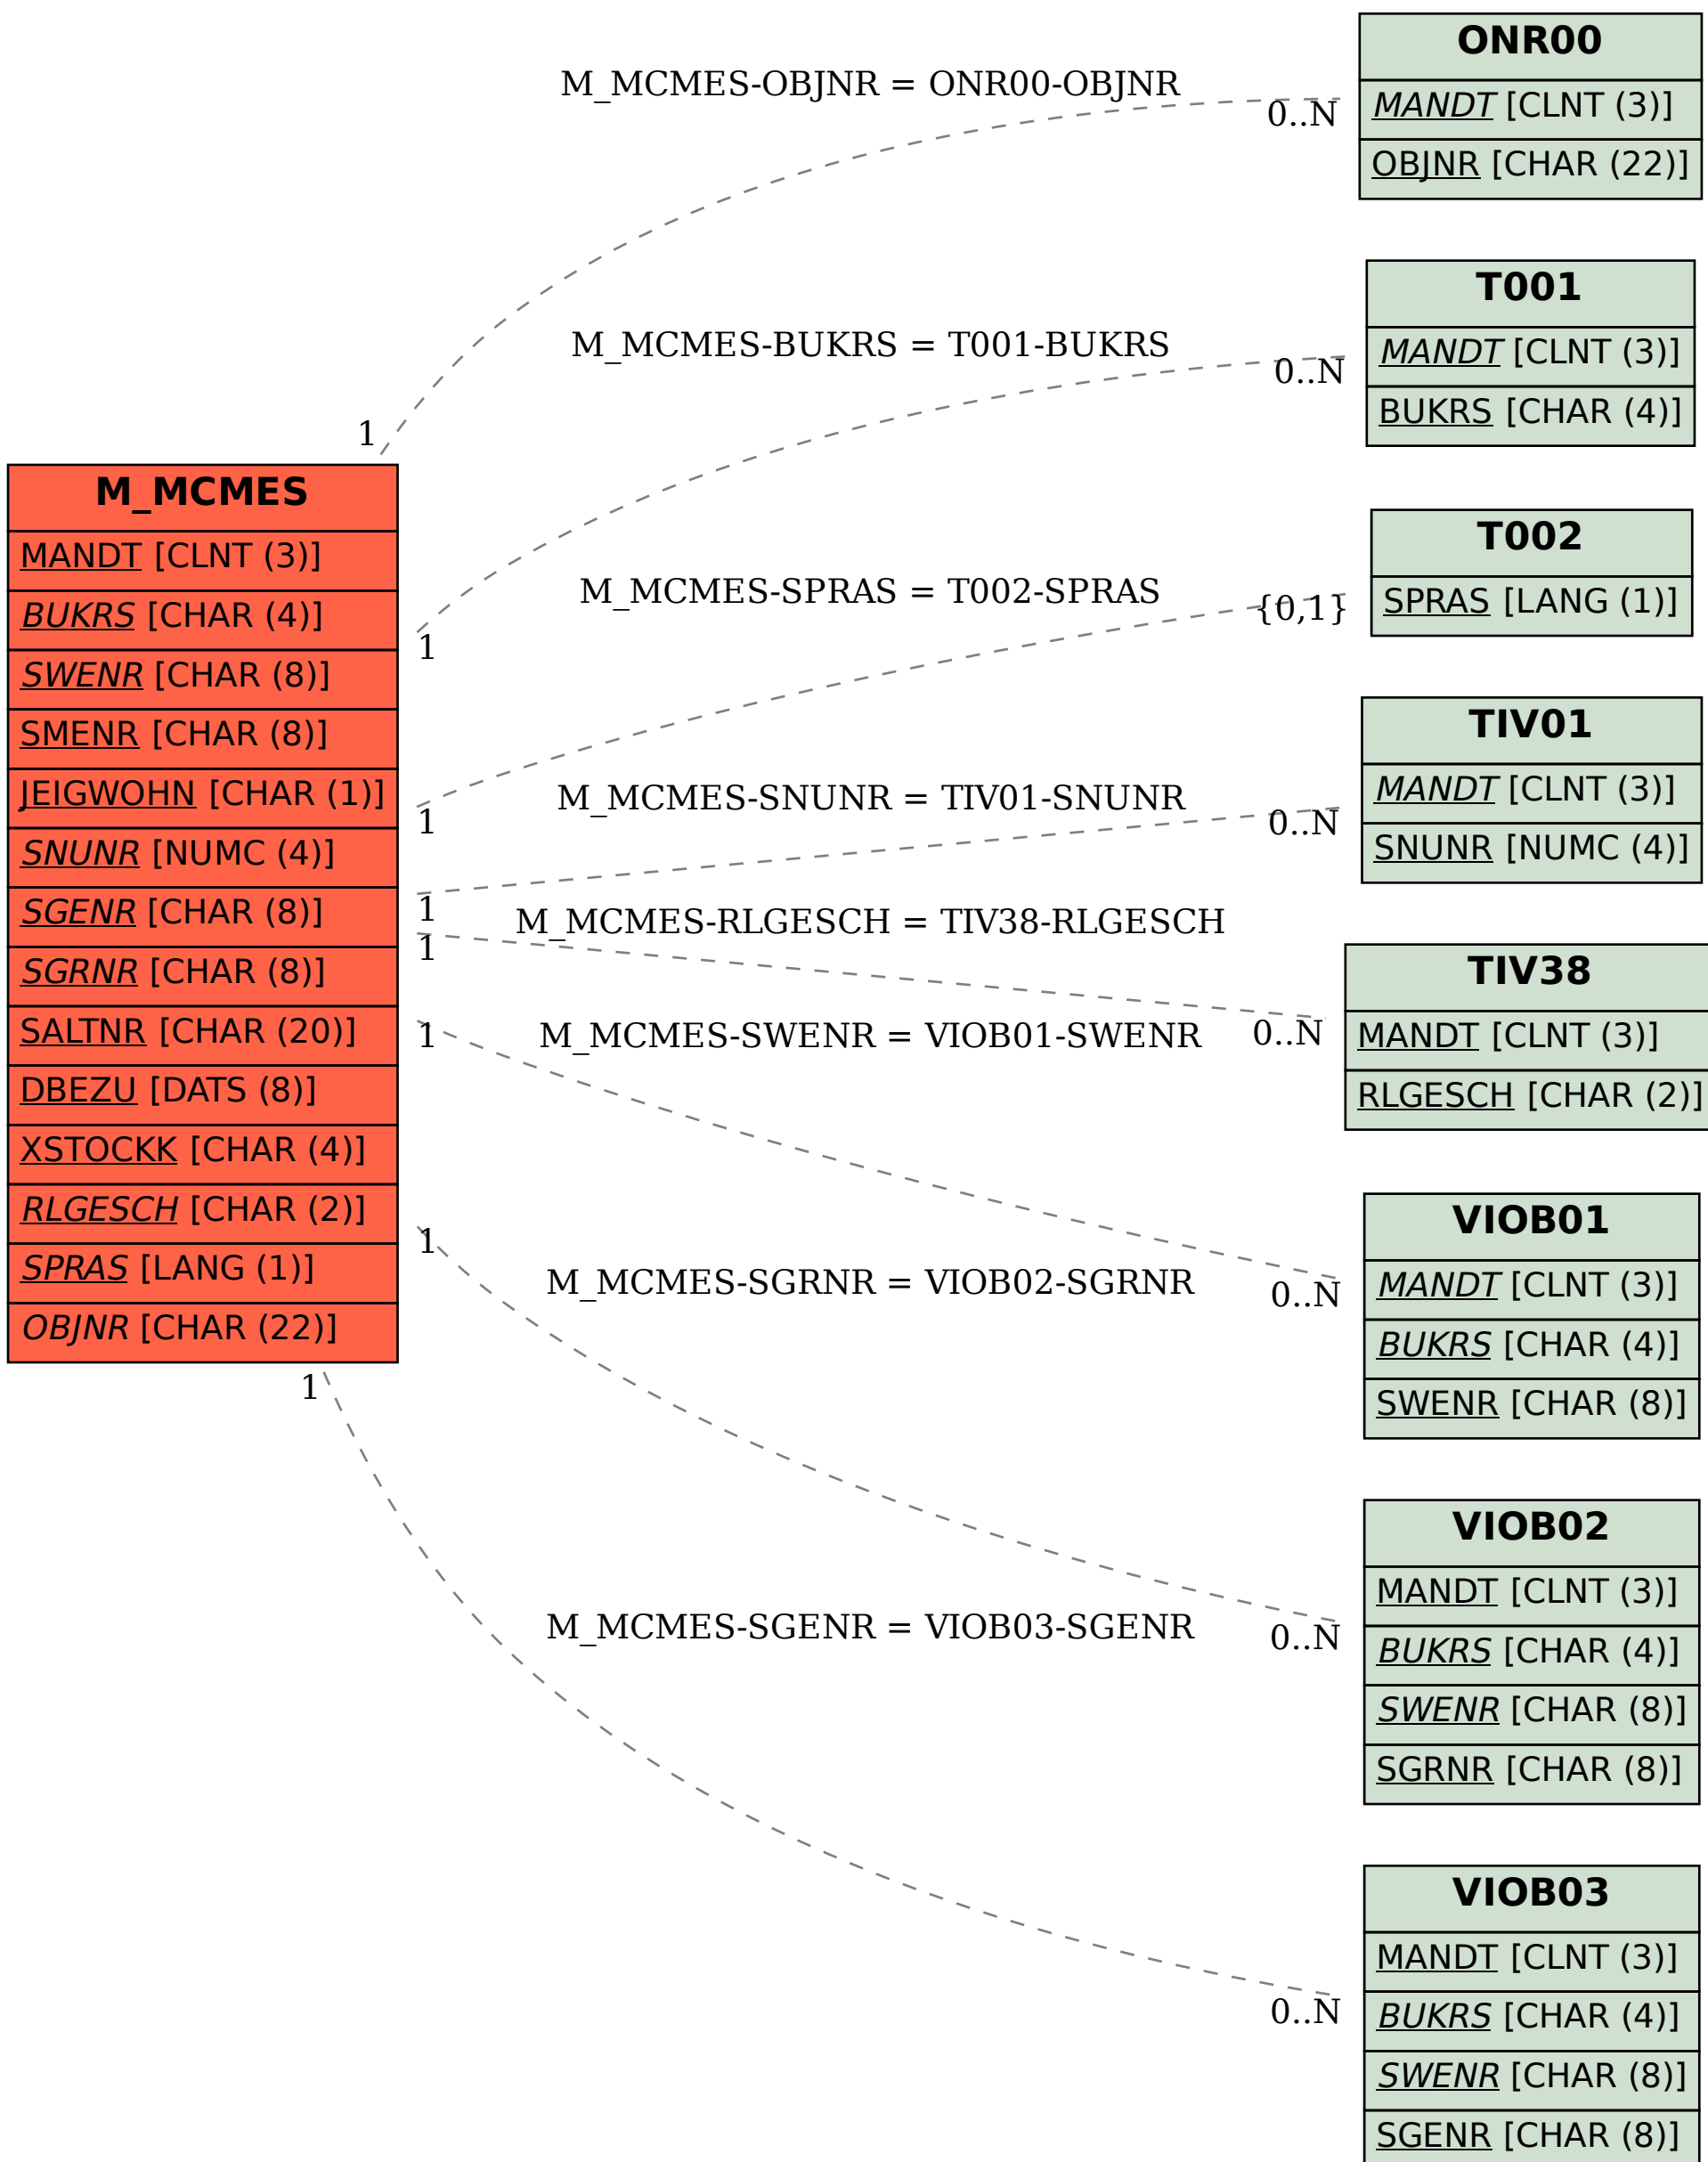 M_MCMES
MANDT [CLNT (3)]
BUKRS [CHAR (4)]
SWENR [CHAR (8)]
SMENR [CHAR (8)]
JEIGWOHN [CHAR (1)]
SNUNR [NUMC (4)]
SGENR [CHAR (8)]
SGRNR [CHAR (8)]
SALTNR [CHAR (20)]
DBEZU [DATS (8)]
XSTOCKK [CHAR (4)]
RLGESCH [CHAR (2)]
SPRAS [LANG (1)]
OBJNR [CHAR (22)]
M_MCMES-OBJNR = ONR00-OBJNR
1
0..N
M_MCMES-BUKRS = T001-BUKRS
1
0..N
M_MCMES-SPRAS = T002-SPRAS
1
{0,1}
M_MCMES-SNUNR = TIV01-SNUNR
1
0..N
M_MCMES-RLGESCH = TIV38-RLGESCH
1
0..N
M_MCMES-SWENR = VIOB01-SWENR
1
0..N
M_MCMES-SGRNR = VIOB02-SGRNR
1
0..N
M_MCMES-SGENR = VIOB03-SGENR
1
0..N
ONR00
MANDT [CLNT (3)]
OBJNR [CHAR (22)]
T001
MANDT [CLNT (3)]
BUKRS [CHAR (4)]
T002
SPRAS [LANG (1)]
TIV01
MANDT [CLNT (3)]
SNUNR [NUMC (4)]
TIV38
MANDT [CLNT (3)]
RLGESCH [CHAR (2)]
VIOB01
MANDT [CLNT (3)]
BUKRS [CHAR (4)]
SWENR [CHAR (8)]
VIOB02
MANDT [CLNT (3)]
BUKRS [CHAR (4)]
SWENR [CHAR (8)]
SGRNR [CHAR (8)]
VIOB03
MANDT [CLNT (3)]
BUKRS [CHAR (4)]
SWENR [CHAR (8)]
SGENR [CHAR (8)]